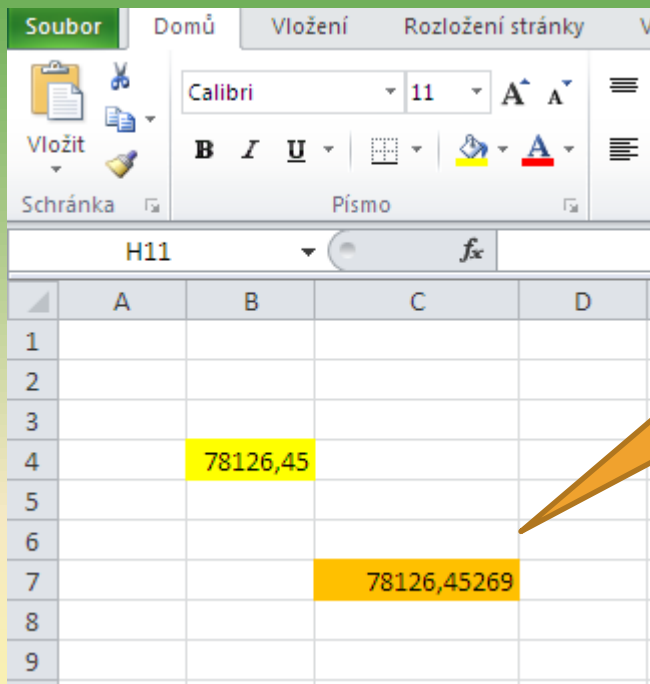 Soubor Domů Vložení Rozložení stránky V
Calibri 11 A A
Vložit B I U A
Schránka Písmo
H11 fx
A B C D
1
2
3
4 78126,45
5
6
7 78126,45269
8
9